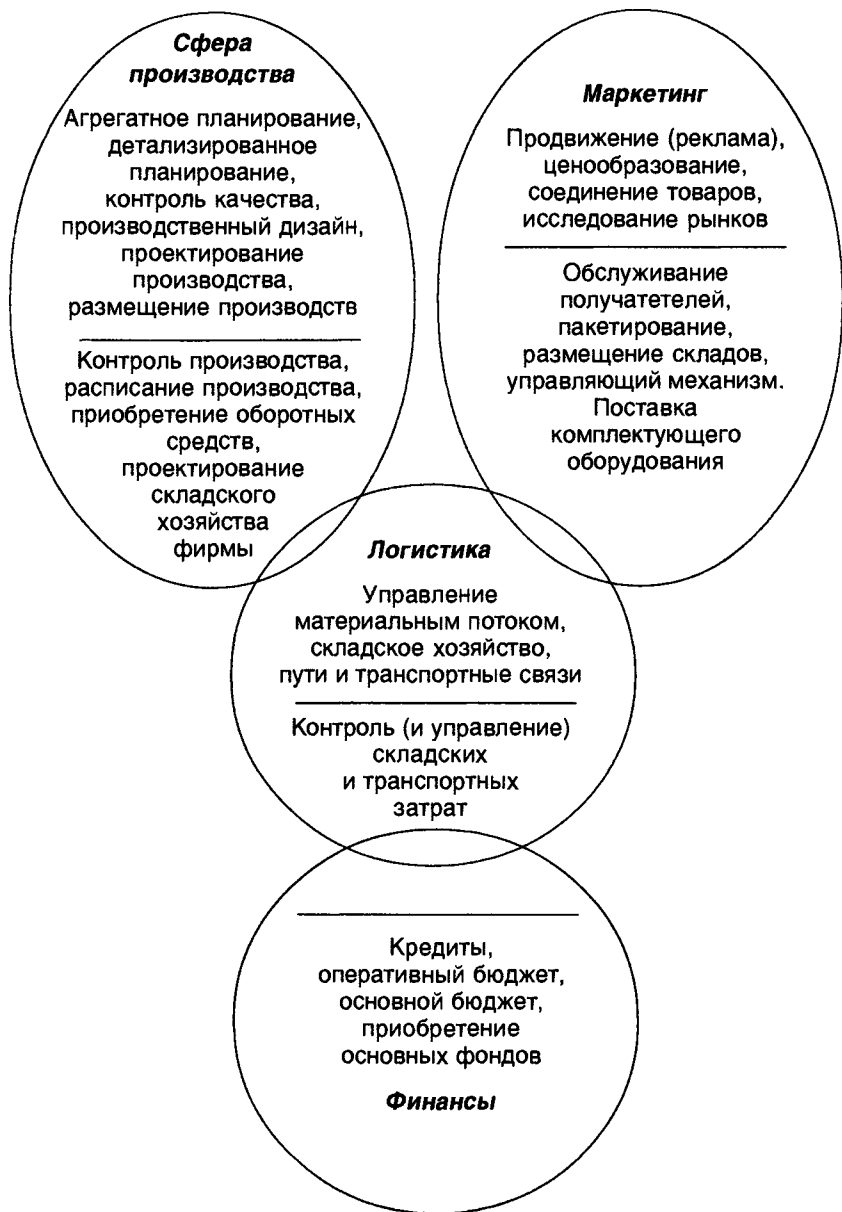 Сфера
производства
Агрегатное планирование,
детализированное
планирование,
контроль качества,
производственный дизайн,
проектирование
производства,
размещение производств
Контроль производства,
расписание производства,
приобретение оборотных
средств,
проектирование
складского
хозяйства
фирмы
Маркетинг
Продвижение (реклама),
ценообразование,
соединение товаров,
исследование рынков
Обслуживание
получатетелей,
пакетирование,
размещение складов,
управляющий механизм.
Поставка
комплектующего
оборудования
Логистика
Управление
материальным потоком,
складское хозяйство,
пути и транспортные связи
Контроль (и управление)
складских
и транспортных
затрат
Кредиты,
оперативный бюджет,
основной бюджет,
приобретение
основных фондов
Финансы